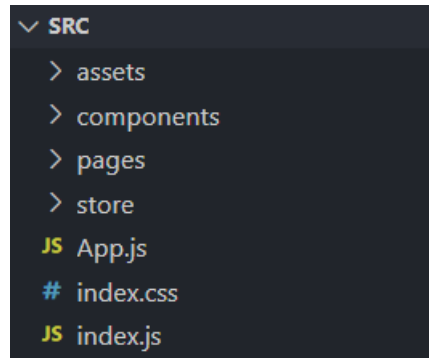 SRC
assets
components
pages
store
JS App.js
# index.css
JS index.js